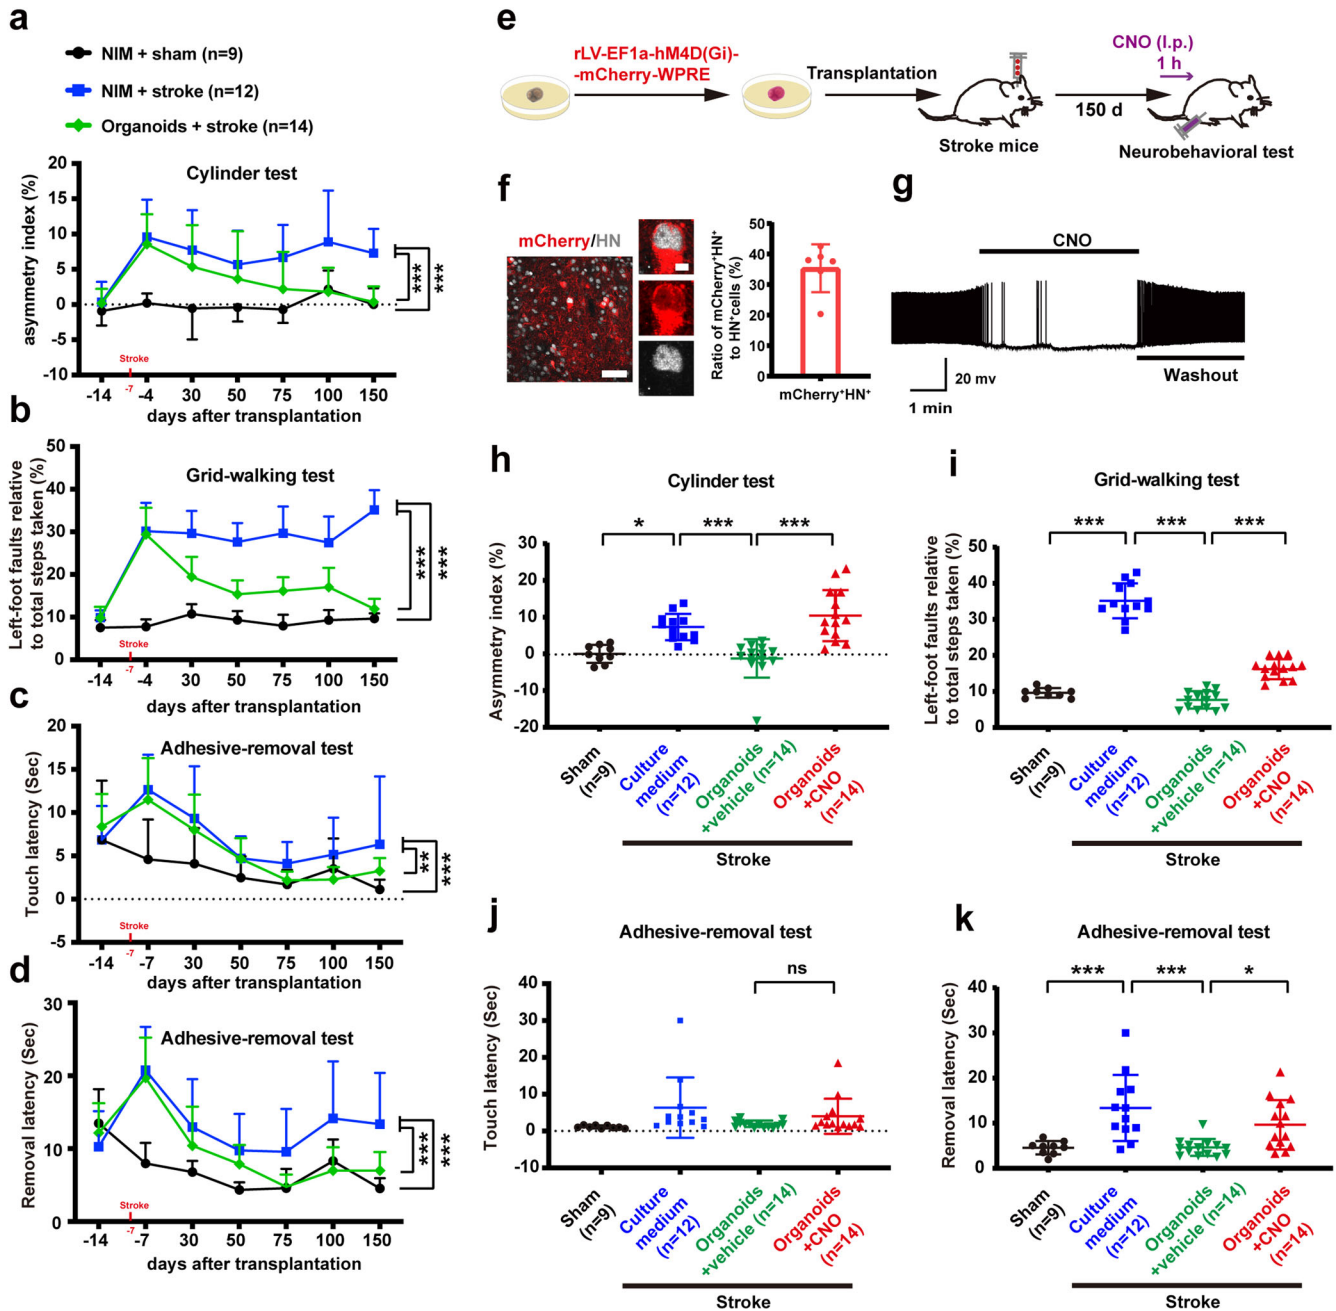 a
NIM + sham (n=9)
NIM + stroke (n=12)
Organoids + stroke (n=14)
Cylinder test
asymmetry index (%)
20
15
10
5
0
-5
-10
Stroke
-7
-14
-4
30
50
75
100
150
days after transplantation
***
***
b
Grid-walking test
Left-foot faults relative
to total steps taken (%)
50
40
30
20
10
0
Stroke
-7
-14
-4
30
50
75
100
150
days after transplantation
***
***
c
Adhesive-removal test
Touch latency (Sec)
20
15
10
5
0
-5
Stroke
-7
-14
-7
30
50
75
100
150
days after transplantation
**
***
d
Adhesive-removal test
Removal latency (Sec)
30
20
10
0
Stroke
-7
-14
-7
30
50
75
100
150
days after transplantation
***
***
e
rLV-EF1a-hM4D(Gi)-
-mCherry-WPRE
Transplantation
Stroke mice
150 d
CNO (I.p.)
1 h
Neurobehavioral test
f
mCherry/HN
Ratio of mCherry+HN+
to HN+cells (%)
50
40
30
20
10
0
mCherry+HN+
g
CNO
20 mv
1 min
Washout
h
Cylinder test
*
***
***
Asymmetry index (%)
30
20
10
0
-10
-20
Sham
(n=9)
Culture
medium
(n=12)
Organoids
+vehicle (n=14)
Organoids
+CNO
(n=14)
Stroke
i
Grid-walking test
***
***
***
Left-foot faults relative
to total steps taken (%)
50
40
30
20
10
0
Sham
(n=9)
Culture
medium
(n=12)
Organoids
+vehicle (n=14)
Organoids
+CNO
(n=14)
Stroke
j
Adhesive-removal test
ns
Touch latency (Sec)
40
30
20
10
0
-10
Sham
(n=9)
Culture
medium
(n=12)
Organoids
+vehicle (n=14)
Organoids
+CNO
(n=14)
Stroke
k
Adhesive-removal test
***
***
*
Removal latency (Sec)
40
30
20
10
0
Sham
(n=9)
Culture
medium
(n=12)
Organoids
+vehicle (n=14)
Organoids
+CNO
(n=14)
Stroke